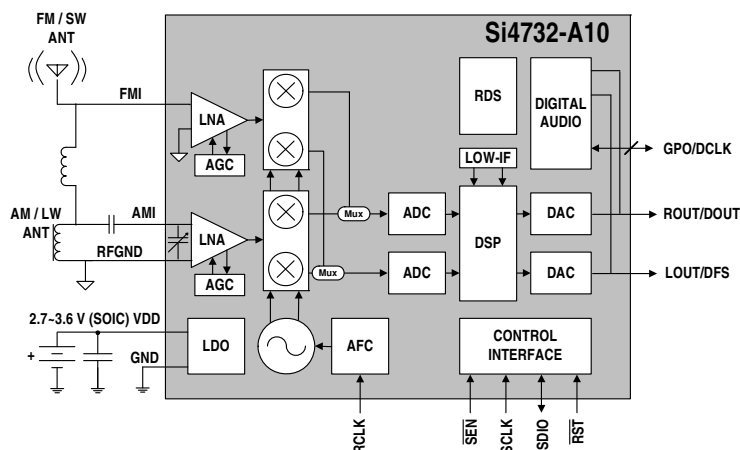 Si4732-A10
FM / SW
ANT
FMI
LNA
AGC
RDS
DIGITAL
AUDIO
GPO/DCLK
LOW-IF
AM / LW
ANT
AMI
RFGND
LNA
AGC
Mux
Mux
ADC
ADC
DSP
DAC
DAC
ROUT/DOUT
LOUT/DFS
2.7~3.6 V (SOIC) VDD
+
GND
LDO
AFC
CONTROL
INTERFACE
RCLK
SEN
SCLK
SDIO
RST